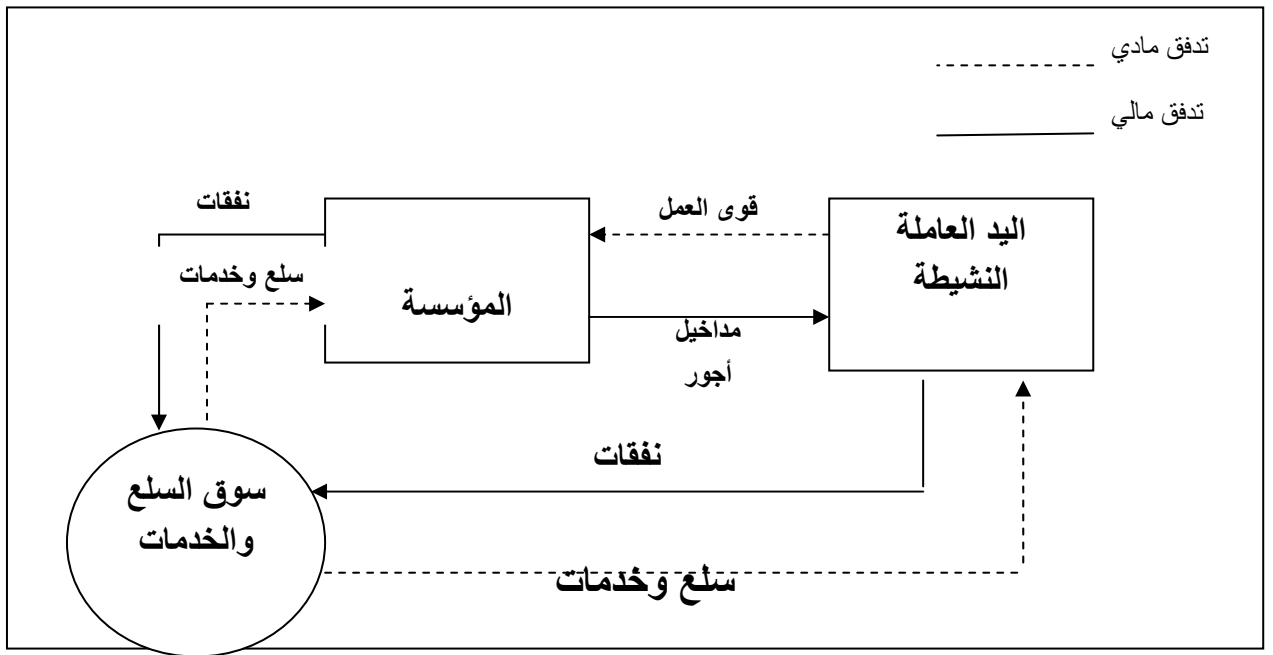 تدفق مادي
تدفق مالي
نفقات
قوى العمل
اليد العاملة
النشيطة
سلع وخدمات
المؤسسة
مداخيل
أجور
نفقات
سوق السلع
والخدمات
سلع وخدمات